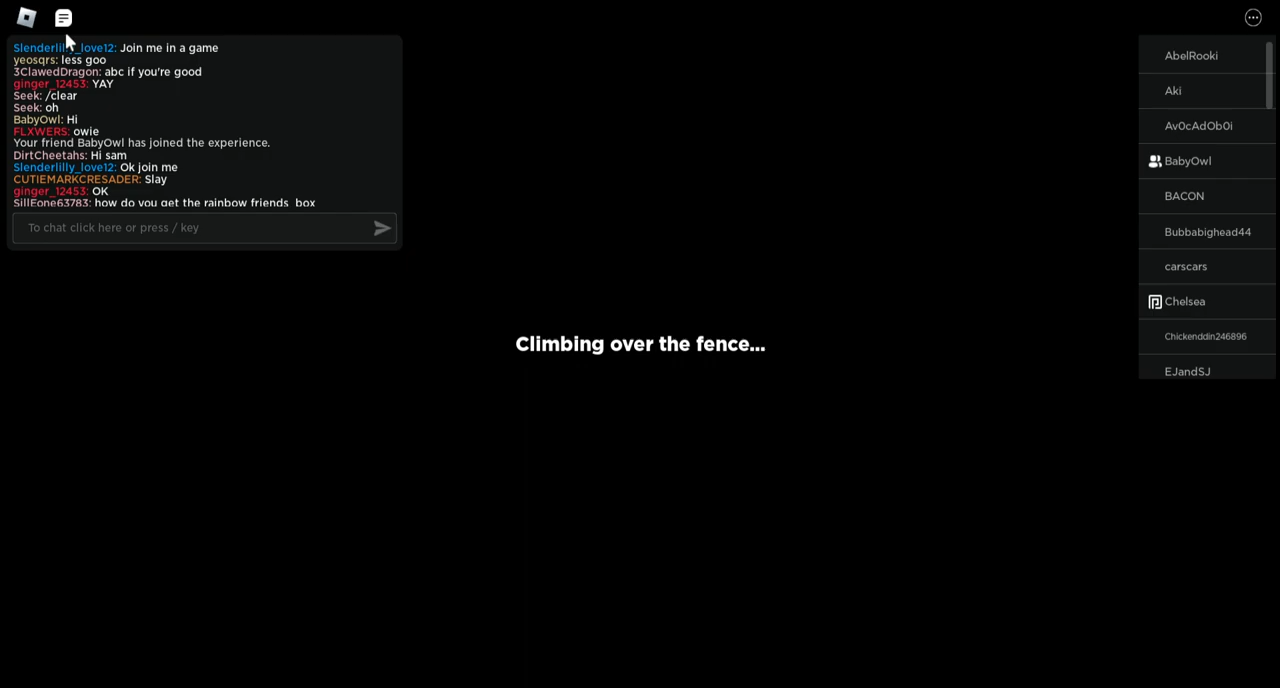 Slenderlilly_love12: Join me in a game
yeosqrs: less goo
3ClawedDragon: abc if you're good
ginger_12453: YAY
Seek: /clear
Seek: oh
BabyOwl: Hi
FLXWERS: owie
Your friend BabyOwl has joined the experience.
DirtCheetahs: Hi sam
Slenderlilly_love12: Ok join me
CUTIEMARKCRESADER: Slay
ginger_12453: OK
SillEone63783: how do you get the rainbow friends box
To chat click here or press / key
Climbing over the fence...
AbelRooki
Aki
Av0cAdOb0i
BabyOwl
BACON
Bubbabighead44
carscars
Chelsea
Chickenddin246896
EJandSJ